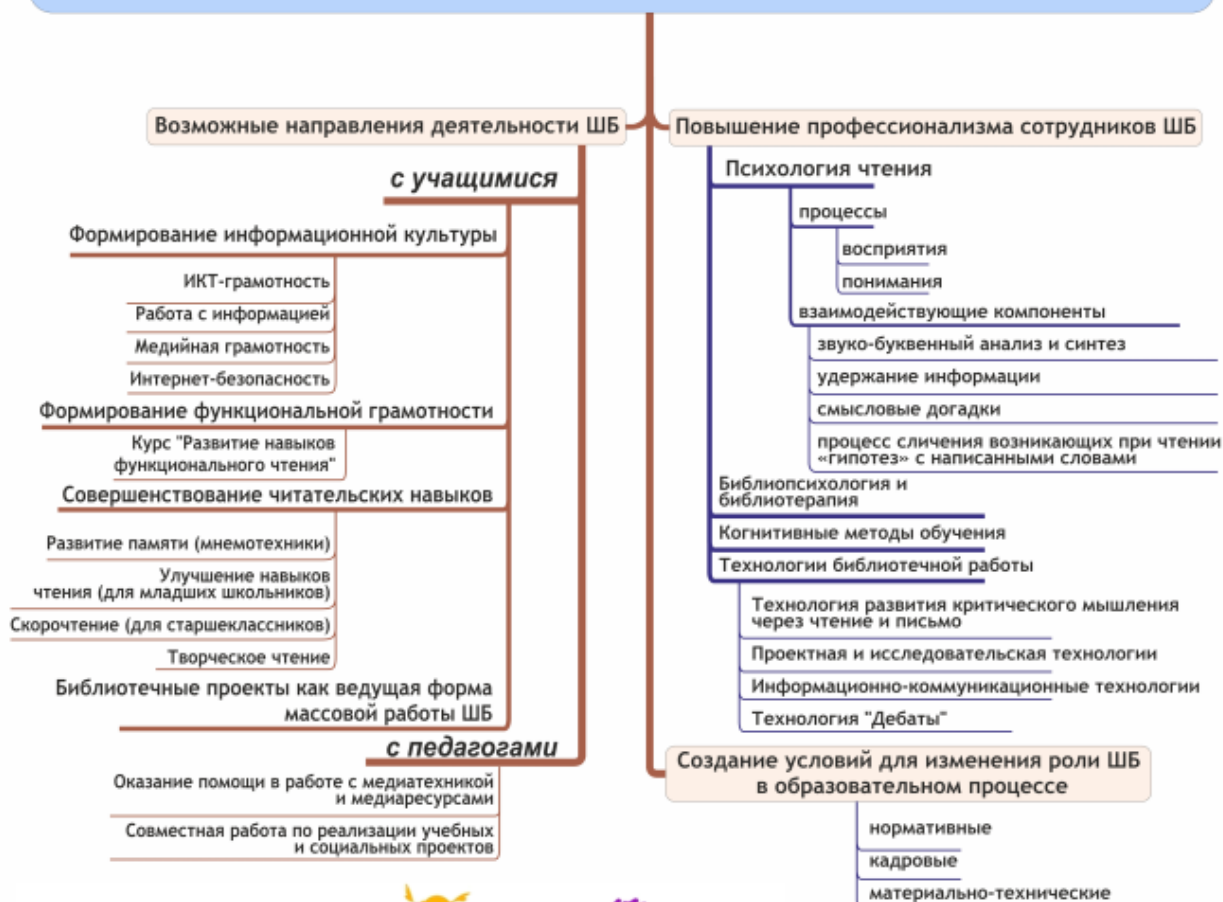 Возможные направления деятельности ШБ
с учащимися
Формирование информационной культуры
ИКТ-грамотность
Работа с информацией
Медийная грамотность
Интернет-безопасность
Формирование функциональной грамотности
Курс "Развитие навыков
функционального чтения"
Совершенствование читательских навыков
Развитие памяти (мнемотехники)
Улучшение навыков
чтения (для младших школьников)
Скорочтение (для старшеклассников)
Творческое чтение
Библиотечные проекты как ведущая форма
массовой работы ШБ
с педагогами
Оказание помощи в работе с медиатехникой
и медиаресурсами
Совместная работа по реализации учебных
и социальных проектов
Повышение профессионализма сотрудников ШБ
Психология чтения
процессы
восприятия
понимания
взаимодействующие компоненты
звуко-буквенный анализ и синтез
удержание информации
смысловые догадки
процесс сличения возникающих при чтении
«гипотез» с написанными словами
Библиопсихология и
библиотерапия
Когнитивные методы обучения
Технологии библиотечной работы
Технология развития критического мышления
через чтение и письмо
Проектная и исследовательская технологии
Информационно-коммуникационные технологии
Технология "Дебаты"
Создание условий для изменения роли ШБ
в образовательном процессе
нормативные
кадровые
материально-технические